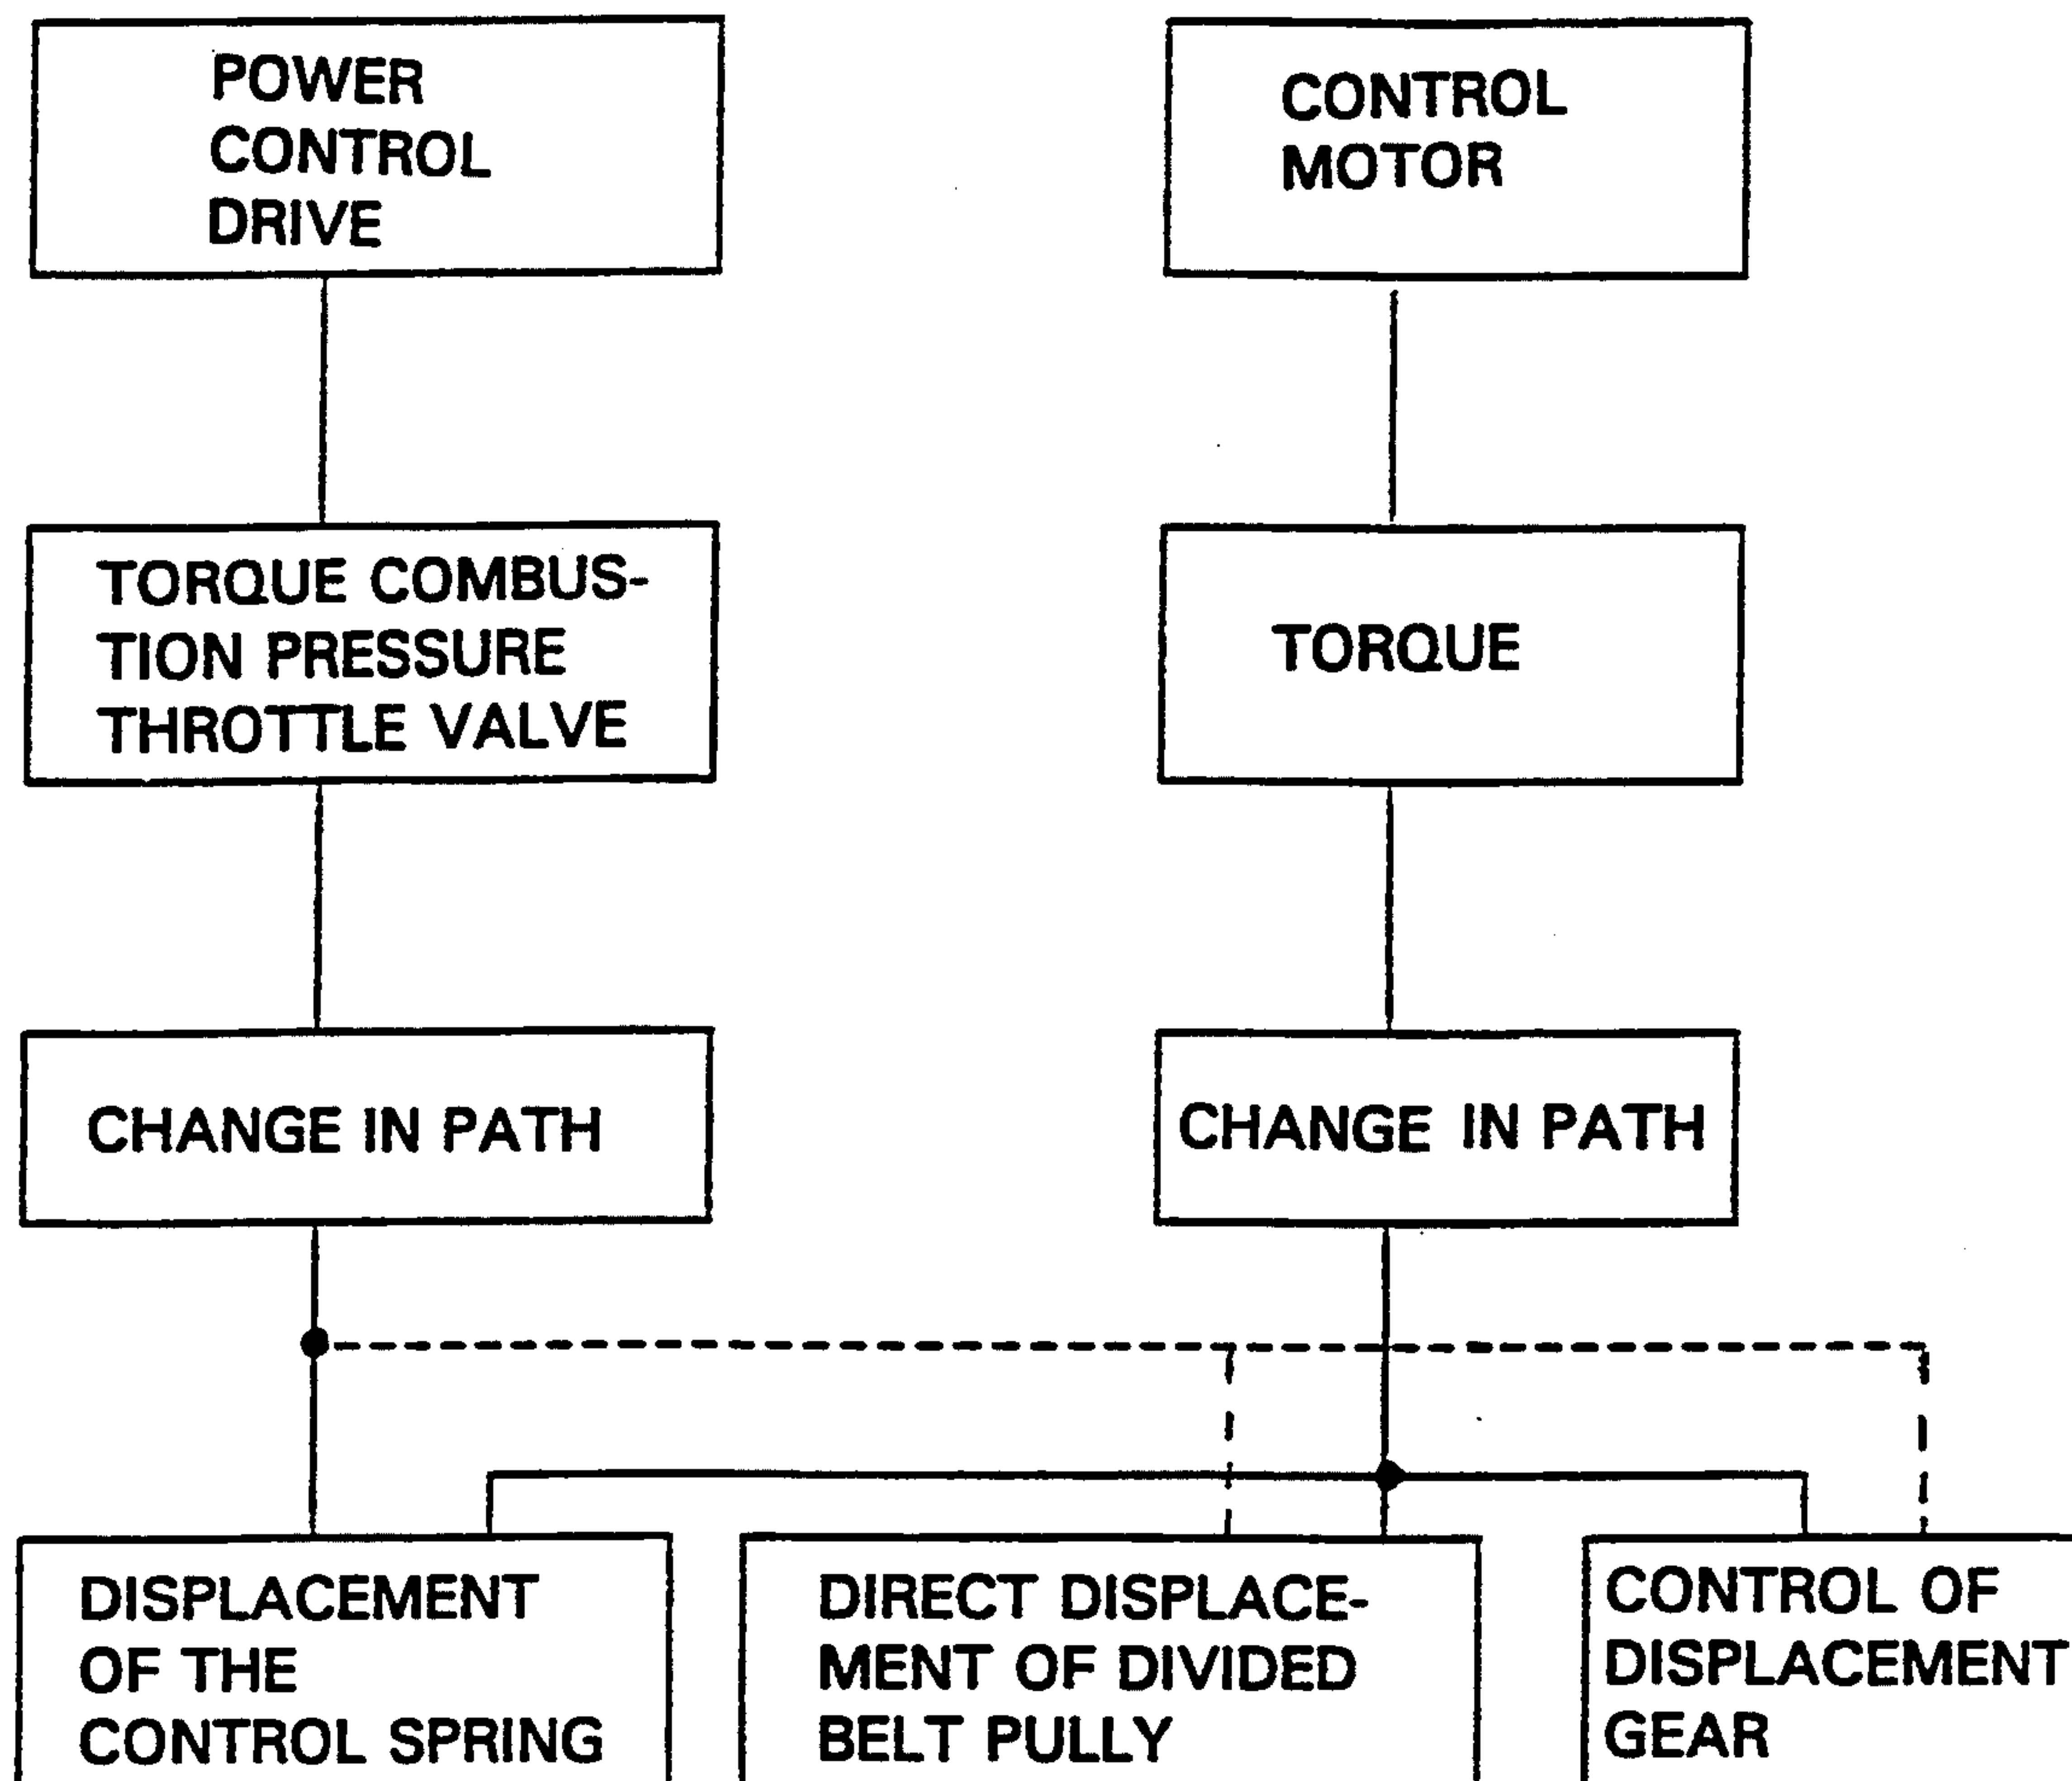 POWER
CONTROL
DRIVE
CONTROL
MOTOR
TORQUE COMBUS-
TION PRESSURE
THROTTLE VALVE
TORQUE
CHANGE IN PATH
CHANGE IN PATH
DISPLACEMENT
OF THE
CONTROL SPRING
DIRECT DISPLACE-
MENT OF DIVIDED
BELT PULLY
CONTROL OF
DISPLACEMENT
GEAR